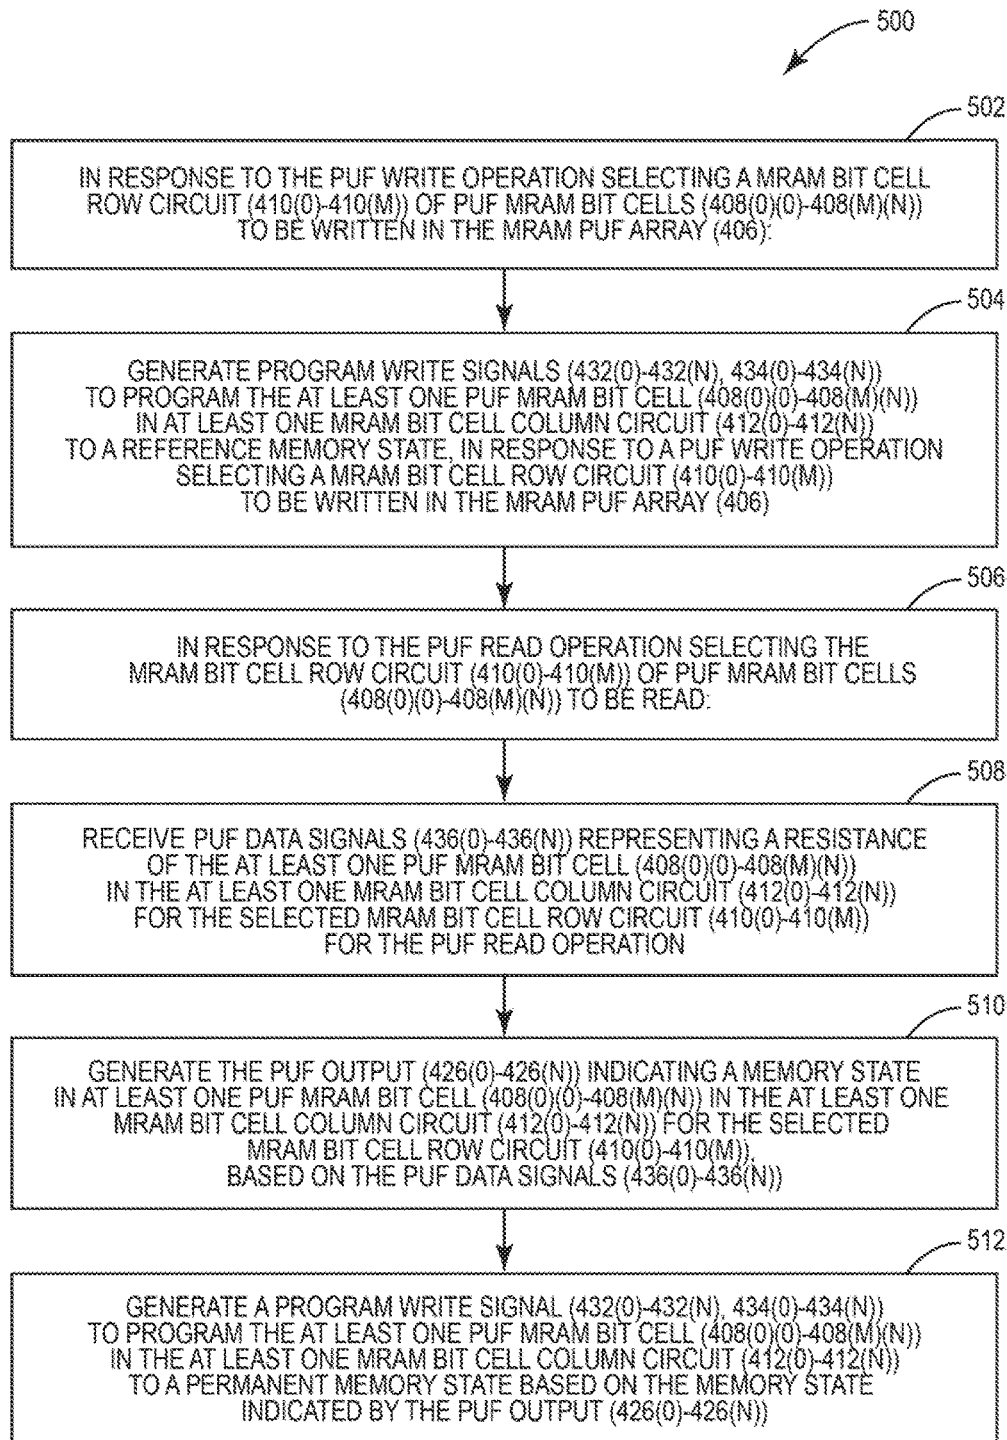 500
502
IN RESPONSE TO THE PUF WRITE OPERATION SELECTING A MRAM BIT CELL
ROW CIRCUIT (410(0)-410(M)) OF PUF MRAM BIT CELLS (408(0)(0)-408(M)(N))
TO BE WRITTEN IN THE MRAM PUF ARRAY (406):
504
GENERATE PROGRAM WRITE SIGNALS (432(0)-432(N), 434(0)-434(N))
TO PROGRAM THE AT LEAST ONE PUF MRAM BIT CELL (408(0)(0)-408(M)(N))
IN AT LEAST ONE MRAM BIT CELL COLUMN CIRCUIT (412(0)-412(N))
TO A REFERENCE MEMORY STATE, IN RESPONSE TO A PUF WRITE OPERATION
SELECTING A MRAM BIT CELL ROW CIRCUIT (410(0)-410(M))
TO BE WRITTEN IN THE MRAM PUF ARRAY (406)
506
IN RESPONSE TO THE PUF READ OPERATION SELECTING THE
MRAM BIT CELL ROW CIRCUIT (410(0)-410(M)) OF PUF MRAM BIT CELLS
(408(0)(0)-408(M)(N)) TO BE READ:
508
RECEIVE PUF DATA SIGNALS (436(0)-436(N)) REPRESENTING A RESISTANCE
OF THE AT LEAST ONE PUF MRAM BIT CELL (408(0)(0)-408(M)(N))
IN THE AT LEAST ONE MRAM BIT CELL COLUMN CIRCUIT (412(0)-412(N))
FOR THE SELECTED MRAM BIT CELL ROW CIRCUIT (410(0)-410(M))
FOR THE PUF READ OPERATION
510
GENERATE THE PUF OUTPUT (426(0)-426(N)) INDICATING A MEMORY STATE
IN AT LEAST ONE PUF MRAM BIT CELL (408(0)(0)-408(M)(N)) IN THE AT LEAST ONE
MRAM BIT CELL COLUMN CIRCUIT (412(0)-412(N)) FOR THE SELECTED
MRAM BIT CELL ROW CIRCUIT (410(0)-410(M)),
BASED ON THE PUF DATA SIGNALS (436(0)-436(N))
512
GENERATE A PROGRAM WRITE SIGNAL (432(0)-432(N), 434(0)-434(N))
TO PROGRAM THE AT LEAST ONE PUF MRAM BIT CELL (408(0)(0)-408(M)(N))
IN THE AT LEAST ONE MRAM BIT CELL COLUMN CIRCUIT (412(0)-412(N))
TO A PERMANENT MEMORY STATE BASED ON THE MEMORY STATE
INDICATED BY THE PUF OUTPUT (426(0)-426(N))